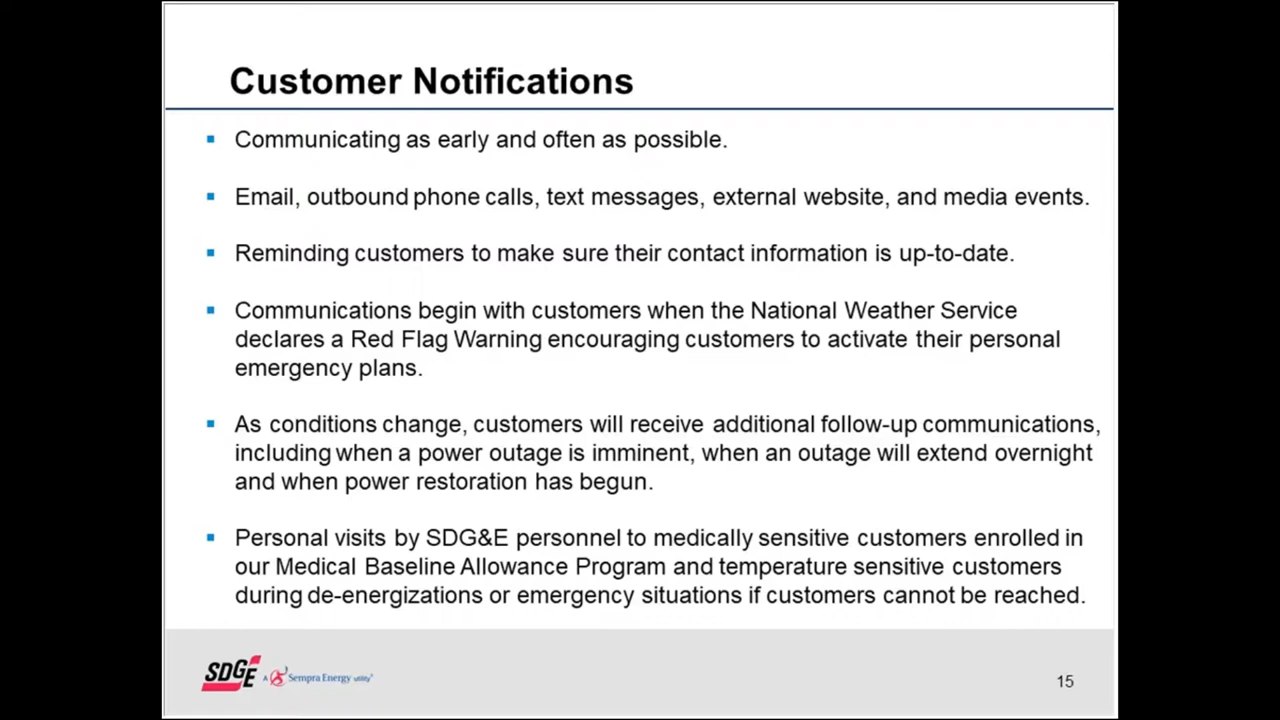 Customer Notifications
▪ Communicating as early and often as possible.
▪ Email, outbound phone calls, text messages, external website, and media events.
▪ Reminding customers to make sure their contact information is up-to-date.
▪ Communications begin with customers when the National Weather Service
declares a Red Flag Warning encouraging customers to activate their personal
emergency plans.
▪ As conditions change, customers will receive additional follow-up communications,
including when a power outage is imminent, when an outage will extend overnight
and when power restoration has begun.
▪ Personal visits by SDG&E personnel to medically sensitive customers enrolled in
our Medical Baseline Allowance Program and temperature sensitive customers
during de-energizations or emergency situations if customers cannot be reached.
SDGE A Sempra Energy utility®
15